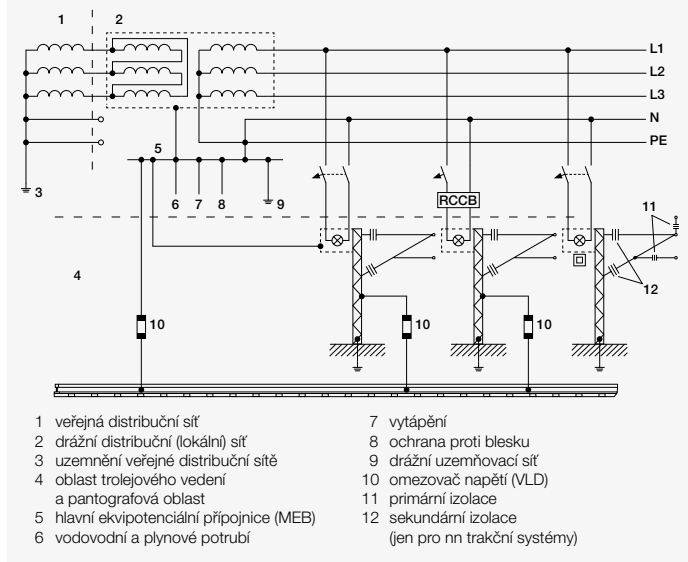 1
2
L1
L2
L3
N
PE
5
3
6
7
8
9
RCCB
11
4
12
10
10
10
1 veřejná distribuční síť
2 drážní distribuční (lokální) síť
3 uzemnění veřejné distribuční sítě
4 oblast trolejového vedení
a pantografová oblast
5 hlavní ekvipotenciální přípojnice (MEB)
6 vodovodní a plynové potrubí
7 vytápění
8 ochrana proti blesku
9 drážní uzemňovací síť
10 omezovač napětí (VLD)
11 primární izolace
12 sekundární izolace
(jen pro nn trakční systémy)